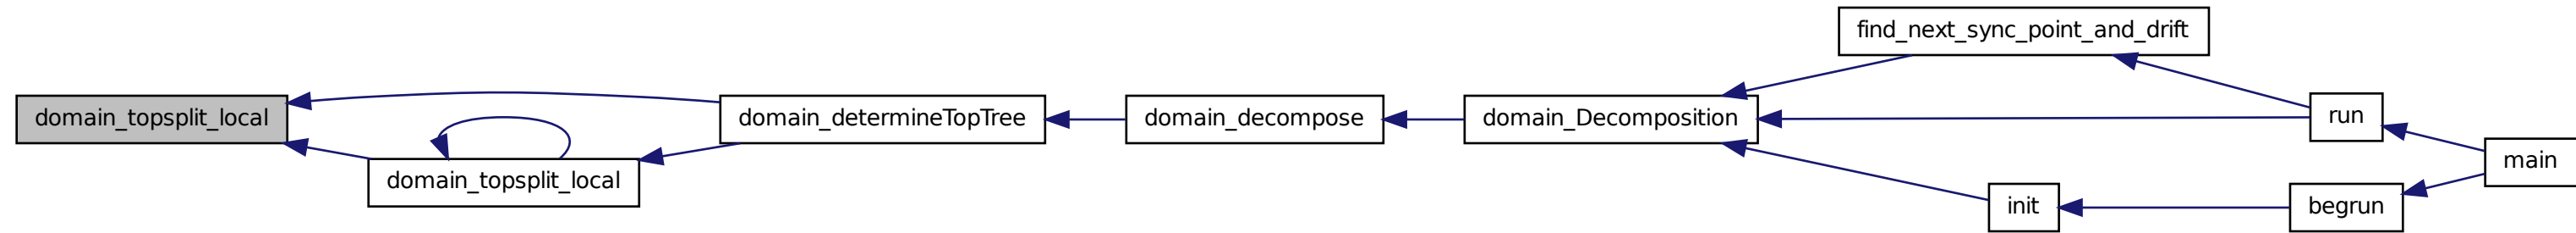 find_next_sync_point_and_drift
domain_topsplit_local
domain_determineTopTree
domain_decompose
domain_Decomposition
run
main
domain_topsplit_local
init
begrun